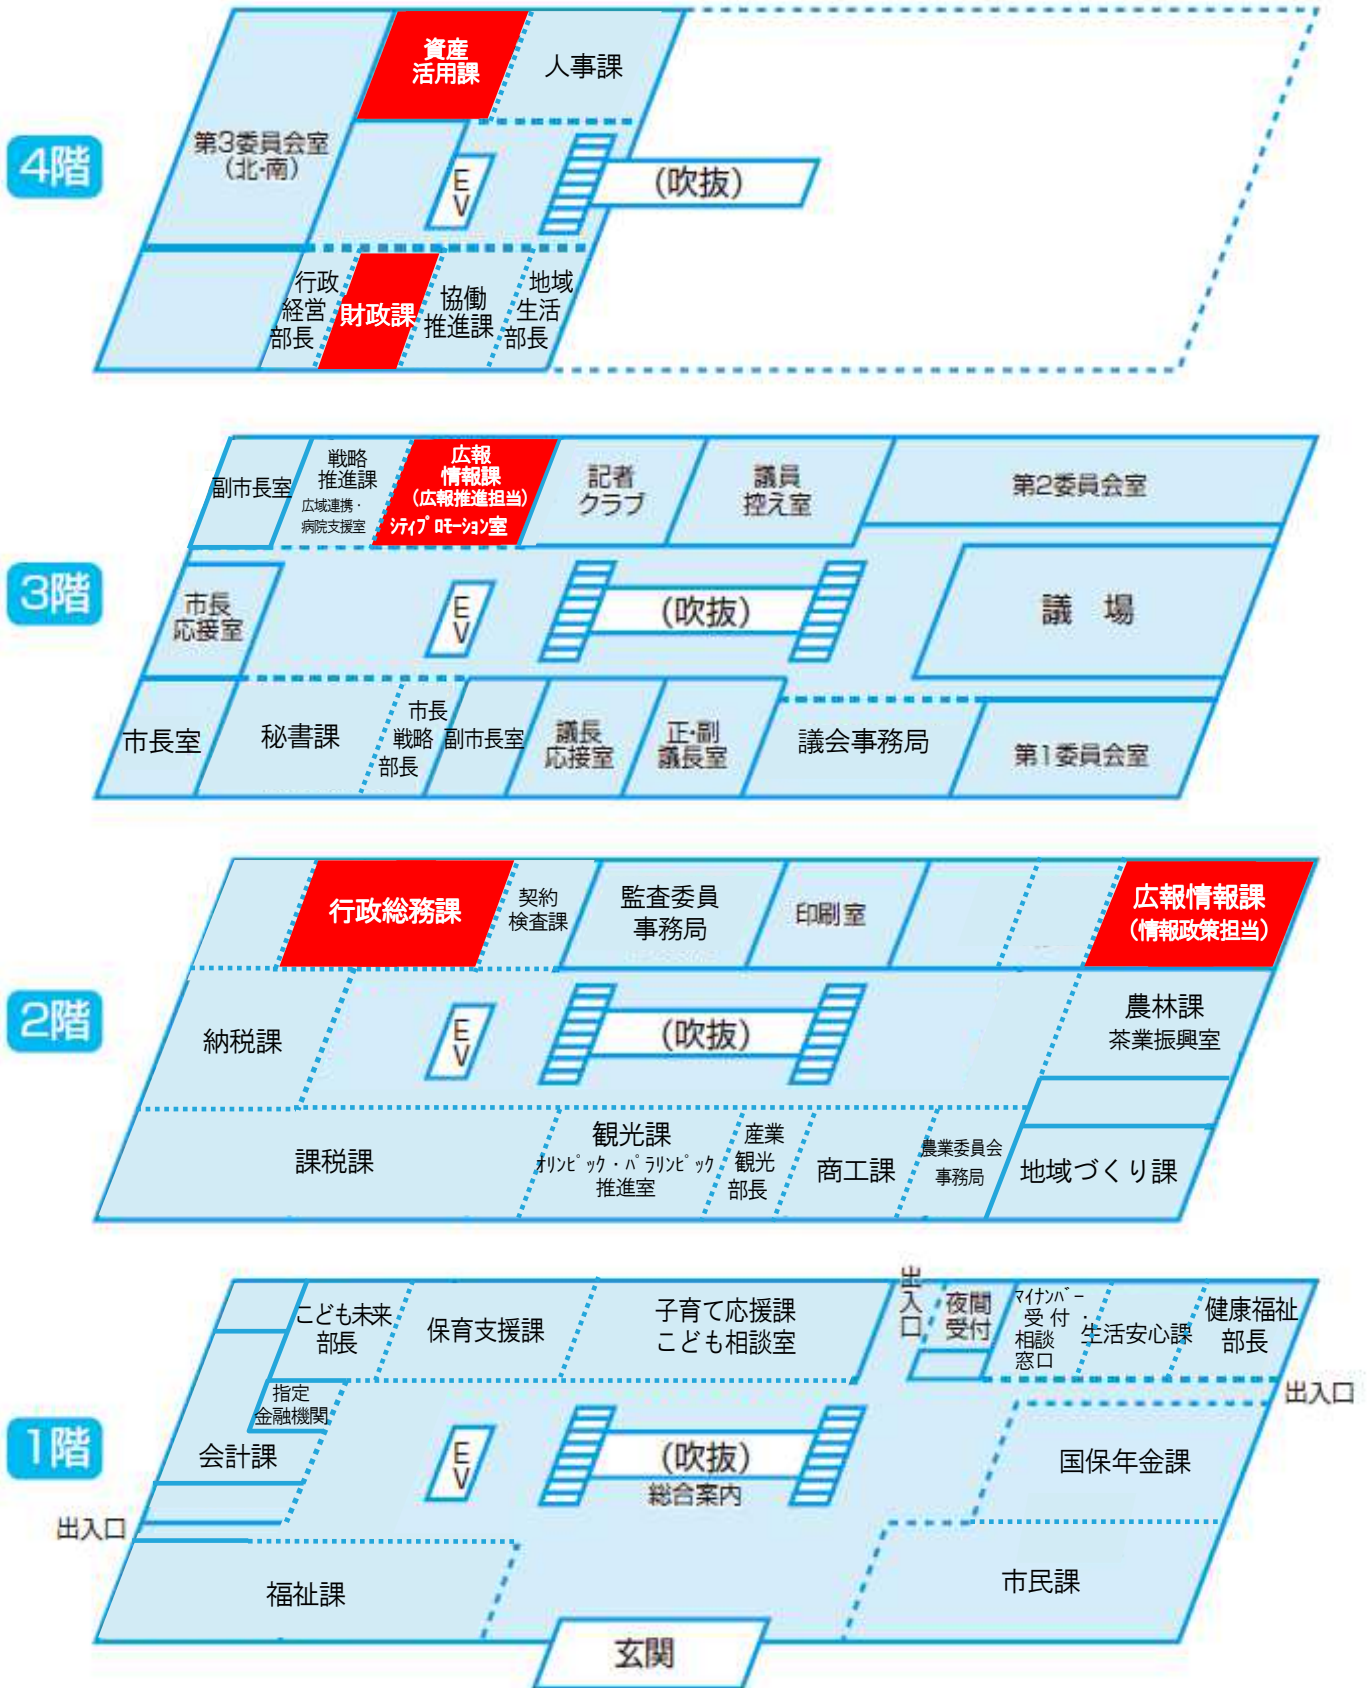 4階
資産
活用課
人事課
第3委員会室
(北・南)
E
V
(吹抜)
行政
経営
部長
財政課
協働
推進課
地域
生活
部長
3階
副市長室
戦略
推進課
広域連携・
病院支援室
広報
情報課
(広報推進担当)
シティプロモーション室
記者
クラブ
議員
控え室
第2委員会室
市長
応接室
E
V
(吹抜)
議 場
市長室
秘書課
市長
戦略
部長
副市長室
議長
応接室
正・副
議長室
議会事務局
第1委員会室
2階
行政総務課
契約
検査課
監査委員
事務局
印刷室
広報情報課
(情報政策担当)
納税課
E
V
(吹抜)
農林課
茶業振興室
課税課
観光課
オリンピック・パラリンピック
推進室
産業
観光
部長
商工課
農業委員会
事務局
地域づくり課
1階
こども未来
部長
保育支援課
子育て応援課
こども相談室
出入口
夜間
受付
マイナンバー
受付・
相談
窓口
生活安心課
健康福祉
部長
出入口
指定
金融機関
会計課
E
V
(吹抜)
総合案内
国保年金課
出入口
福祉課
市民課
玄関